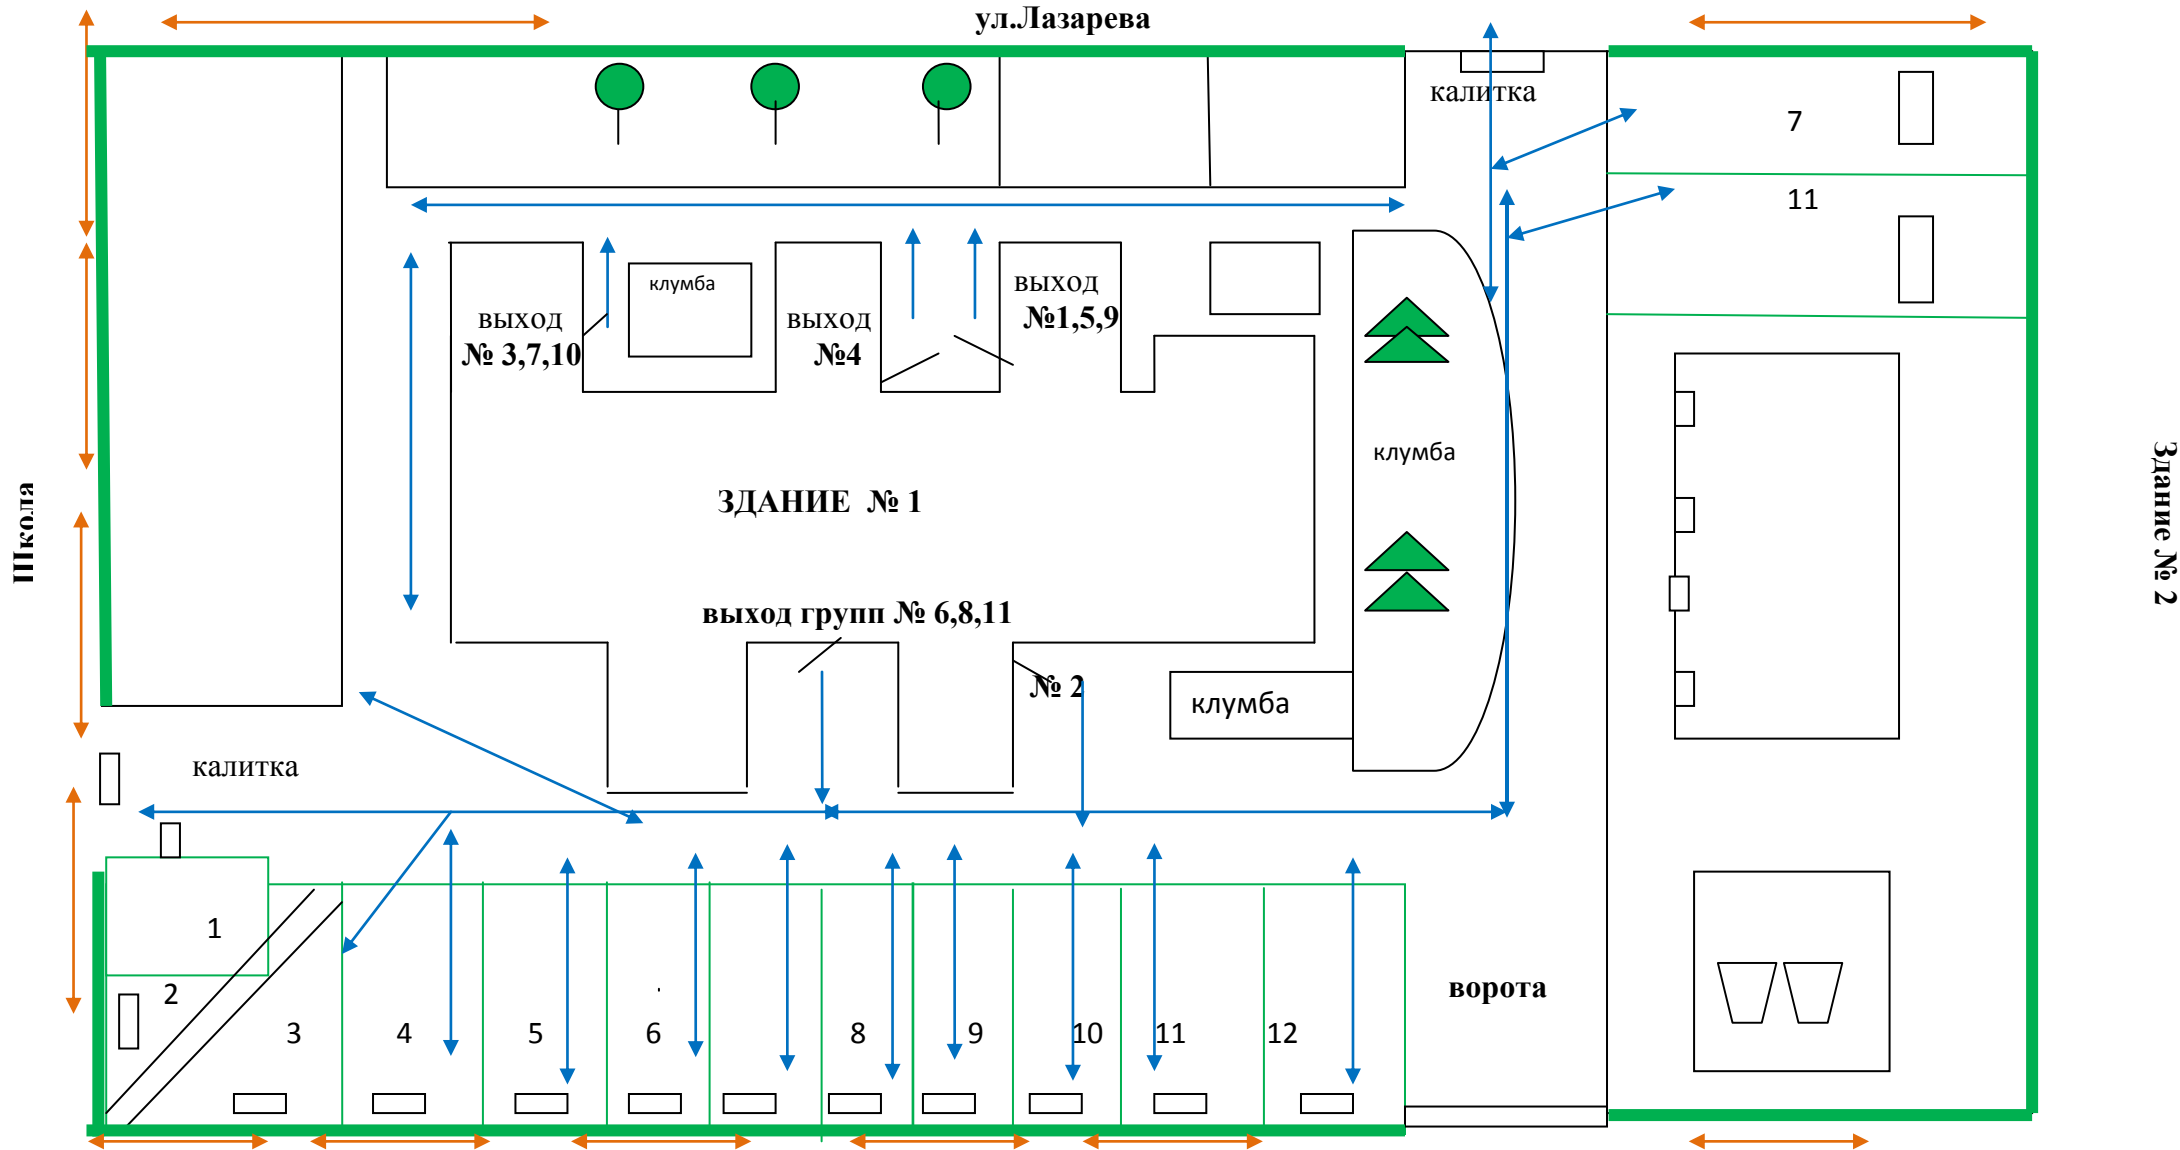 ул.Лазарева
калитка
7
11
клумба
выход
№ 3,7,10
выход
№4
выход
№1,5,9
клумба
ЗДАНИЕ № 1
Школа
Здание № 2
выход групп № 6,8,11
№ 2
клумба
калитка
1
2
3
4
5
6
8
9
10
11
12
ворота